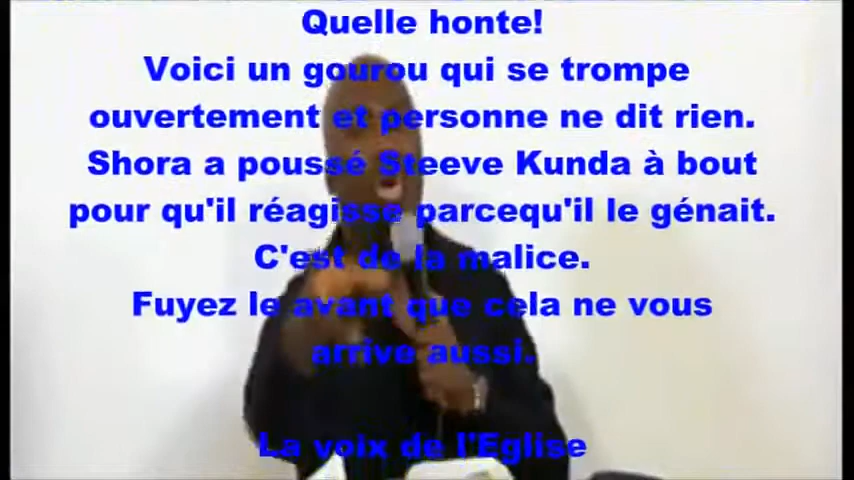 Quelle honte!
Voici un gourou qui se trompe
ouvertement et personne ne dit rien.
Shora a poussé Steeve Kunda à bout
pour qu'il réagisse parcequ'il le génait.
C'est de la malice.
Fuyez le avant que cela ne vous
arrive aussi.
La voix de l'Eglise